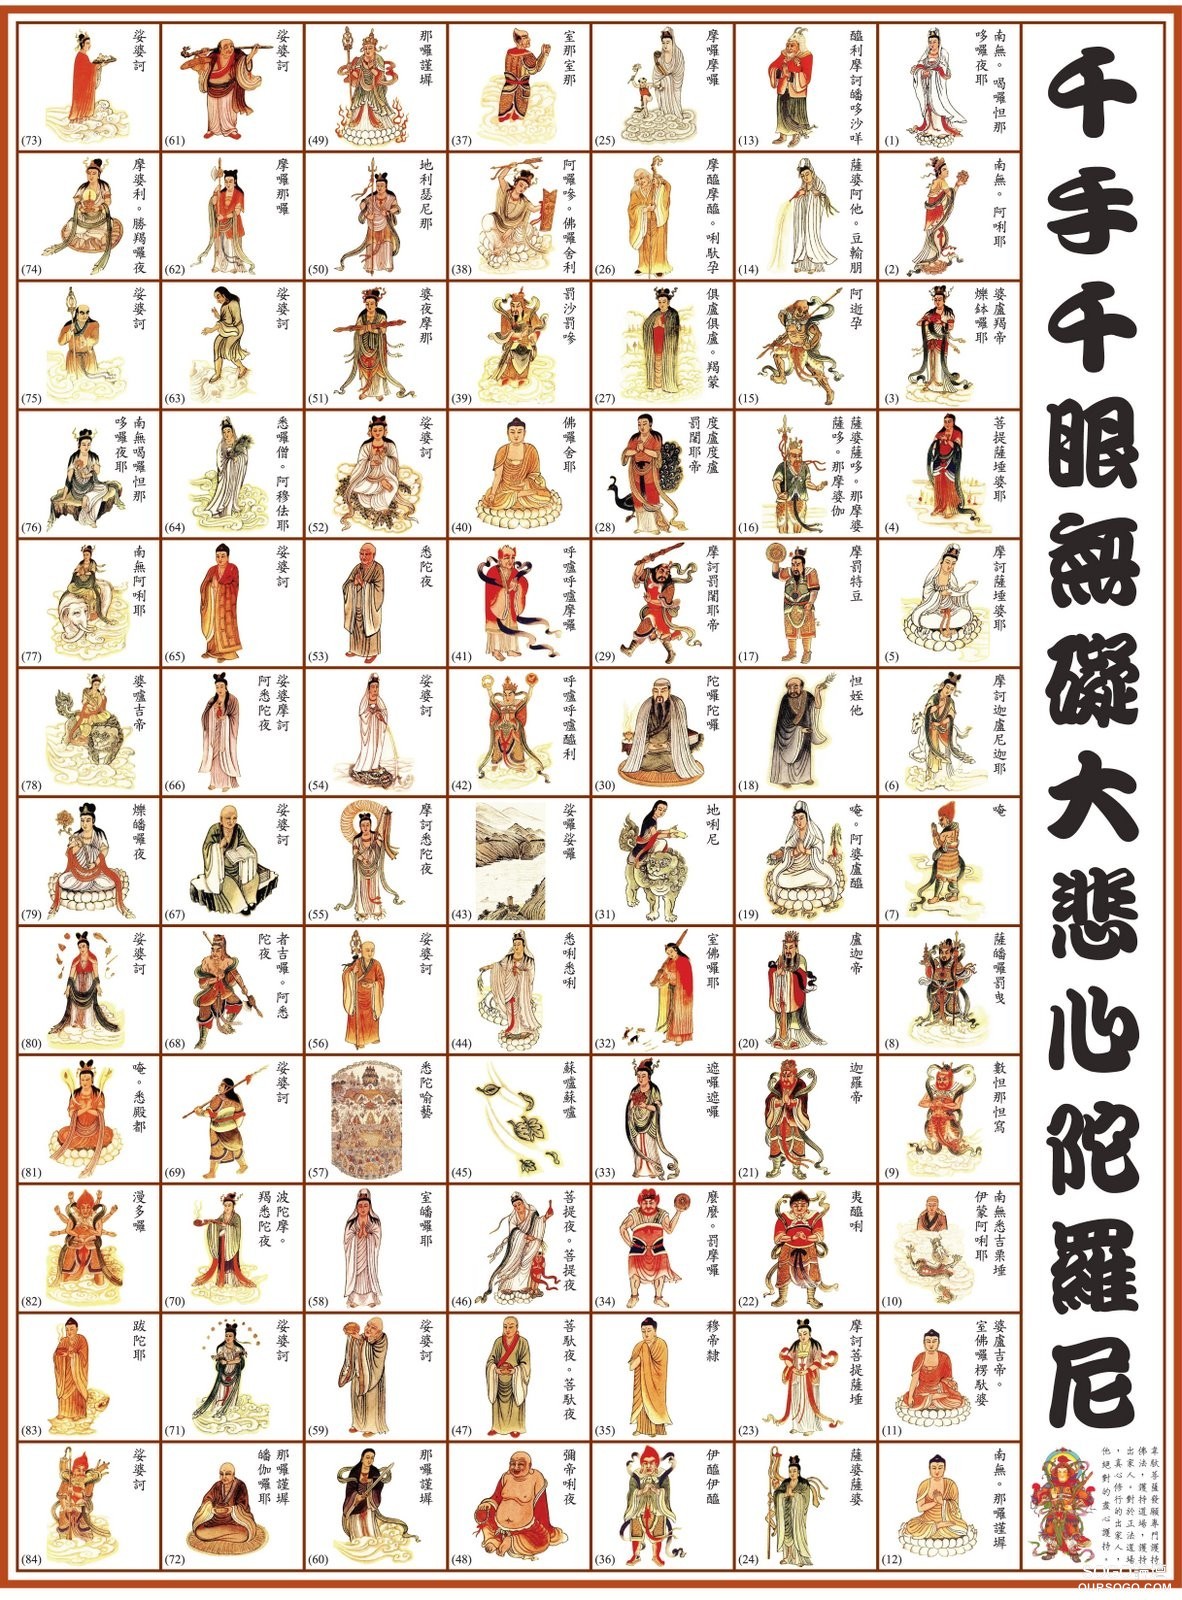 千手千眼無礙大悲心陀羅尼
南無。喝囉怛那
哆囉夜耶
(1)
南無。阿唎耶
(2)
婆盧羯帝
爍鉢囉耶
(3)
菩提薩埵婆耶
(4)
摩訶薩埵婆耶
(5)
摩訶迦盧尼迦耶
(6)
唵
(7)
薩皤囉罰曳
(8)
數怛那怛寫
(9)
南無悉吉栗埵
伊蒙阿唎耶
(10)
婆盧吉帝。
室佛囉楞馱婆
(11)
南無。那囉謹墀
(12)
醯利摩訶皤哆沙咩
(13)
薩婆阿他。豆輸朋
(14)
阿逝孕
(15)
薩婆薩哆。那摩婆
薩哆。那摩婆伽
(16)
摩罰特豆
(17)
怛姪他
(18)
唵。阿婆盧醯
(19)
盧迦帝
(20)
迦羅帝
(21)
夷醯唎
(22)
摩訶菩提薩埵
(23)
薩婆薩婆
(24)
摩囉摩囉
(25)
摩醯摩醯。唎馱孕
(26)
俱盧俱盧。羯蒙
(27)
度盧度盧
罰闍耶帝
(28)
摩訶罰闍耶帝
(29)
陀囉陀囉
(30)
地唎尼
(31)
室佛囉耶
(32)
遮囉遮囉
(33)
麼麼。罰摩囉
(34)
穆帝隸
(35)
伊醯伊醯
(36)
室那室那
(37)
阿囉嘇。佛囉舍利
(38)
罰沙罰嘇
(39)
佛囉舍耶
(40)
呼嚧呼嚧摩囉
(41)
呼嚧呼嚧醯利
(42)
娑囉娑囉
(43)
悉唎悉唎
(44)
蘇嚧蘇嚧
(45)
菩提夜。菩提夜
(46)
菩馱夜。菩馱夜
(47)
彌帝唎夜
(48)
那囉謹墀
(49)
地利瑟尼那
(50)
婆夜摩那
(51)
娑婆訶
(52)
悉陀夜
(53)
娑婆訶
(54)
摩訶悉陀夜
(55)
娑婆訶
(56)
悉陀喻藝
(57)
室皤囉耶
(58)
娑婆訶
(59)
那囉謹墀
(60)
娑婆訶
(61)
摩囉那囉
(62)
娑婆訶
(63)
悉囉僧。阿穆佉耶
(64)
娑婆訶
(65)
娑婆摩訶
阿悉陀夜
(66)
娑婆訶
(67)
者吉囉。阿悉
陀夜
(68)
娑婆訶
(69)
波陀摩。
羯悉陀夜
(70)
娑婆訶
(71)
那囉謹墀
皤伽囉耶
(72)
娑婆訶
(73)
摩婆利。勝羯囉夜
(74)
娑婆訶
(75)
南無喝囉怛那
哆囉夜耶
(76)
南無阿唎耶
(77)
婆嚧吉帝
(78)
爍皤囉夜
(79)
娑婆訶
(80)
唵。悉殿都
(81)
漫多囉
(82)
跋陀耶
(83)
娑婆訶
(84)
韋馱菩薩發願專門護持
佛法，護持道場，護持
出家人。對於正法道場
，真心修行的出家人，
他絕對的盡心護持。
OURSOGO.COM